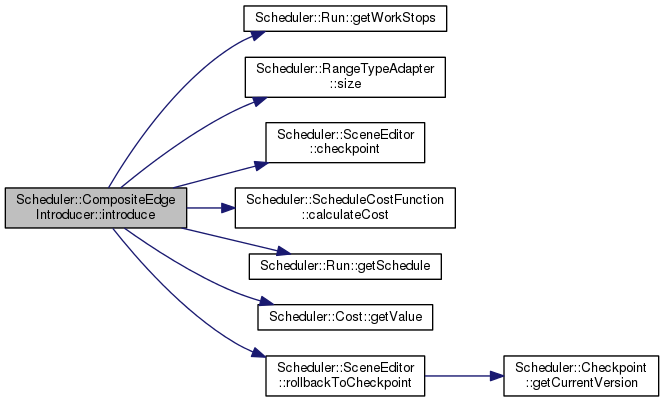 Scheduler::Run::getWorkStops
Scheduler::RangeTypeAdapter
::size
Scheduler::SceneEditor
::checkpoint
Scheduler::CompositeEdge
Introducer::introduce
Scheduler::ScheduleCostFunction
::calculateCost
Scheduler::Run::getSchedule
Scheduler::Cost::getValue
Scheduler::SceneEditor
::rollbackToCheckpoint
Scheduler::Checkpoint
::getCurrentVersion